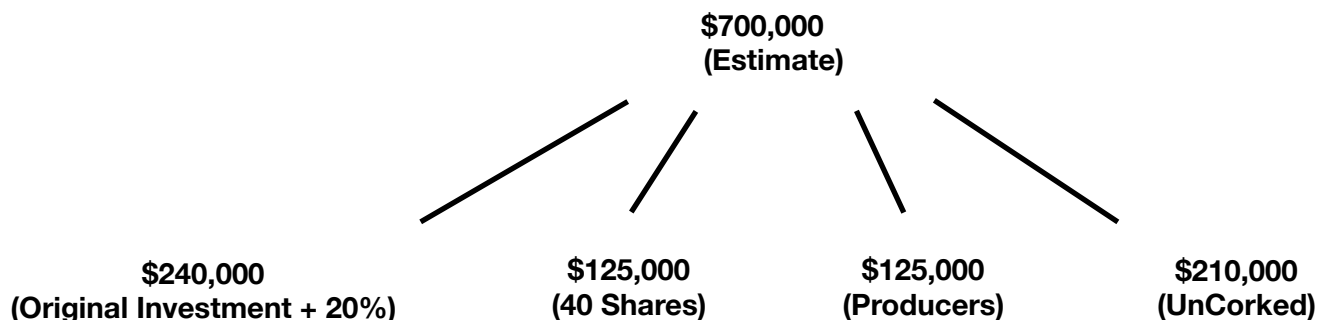 $700,000
(Estimate)
$240,000
(Original Investment + 20%)
$125,000
(40 Shares)
$125,000
(Producers)
$210,000
(UnCorked)